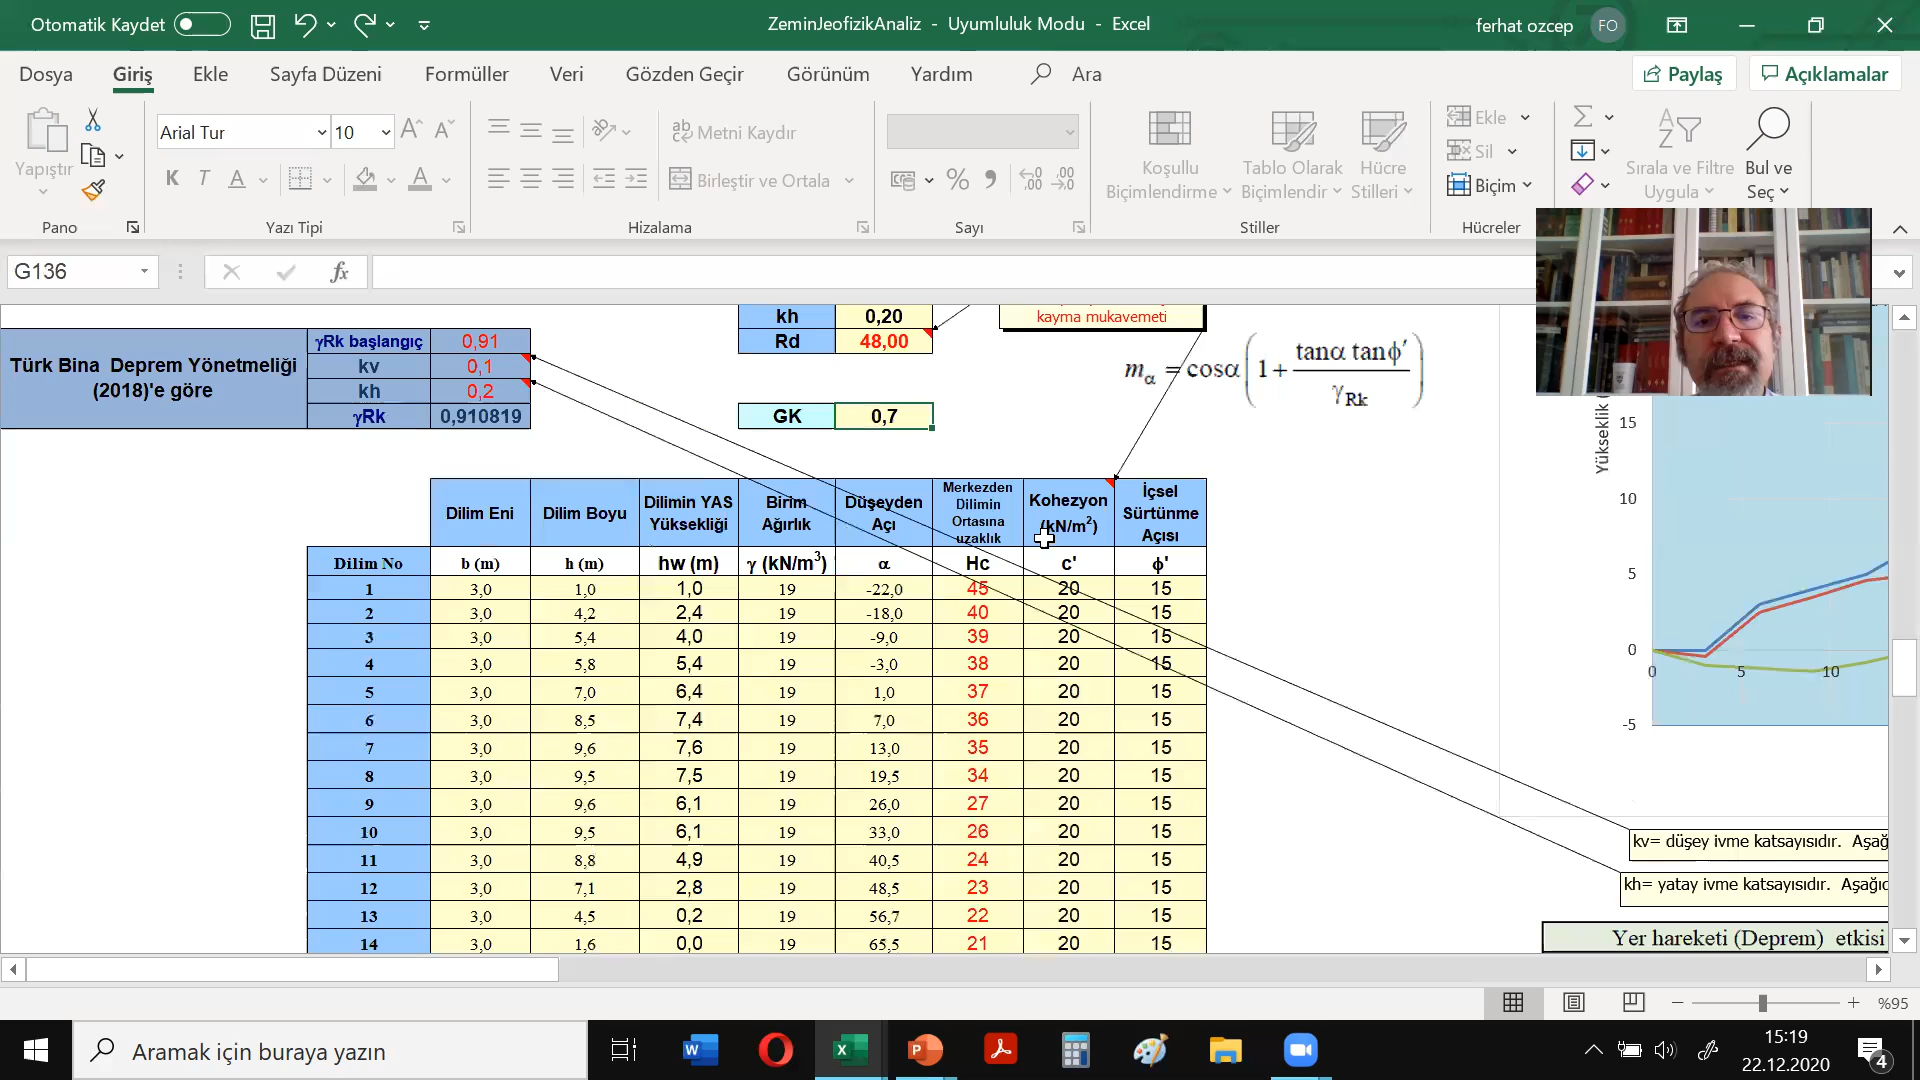 Otomatik Kaydet
ZeminJeofizikAnaliz - Uyumluluk Modu - Excel
ferhat ozcep FO
Dosya Giriş Ekle Sayfa Düzeni Formüller Veri Gözden Geçir Görünüm Yardım Ara Paylaş Açıklamalar
Yapıştır
Arial Tur 10
K T A A
Metni Kaydır
Birleştir ve Ortala
Koşullu Biçimlendirme
Tablo Olarak Biçimlendir
Hücre Stilleri
Ekle
Sil
Biçim
Sırala ve Filtre Uygula
Bul ve Seç
Pano Yazı Tipi Hizalama Sayı Stiller Hücreler
G136
fx
kh 0,20
Rd 48,00
kayma mukavemeti
Türk Bina Deprem Yönetmeliği
(2018)'e göre
γRk başlangıç 0,91
kv 0,1
kh 0,2
γRk 0,910819
GK 0,7
mα = cosα (1 + tanα tanϕ′ / γRk)
Dilim Eni
Dilim Boyu
Dilimin YAS Yüksekliği
Birim Ağırlık
Düşeyden Açı
Merkezden Dilimin Ortasına uzaklık
Kohezyon (kN/m²)
İçsel Sürtünme Açısı
Dilim No b (m) h (m) hw (m) γ (kN/m³) α Hc c' ϕ'
1 3,0 1,0 1,0 19 -22,0 45 20 15
2 3,0 4,2 2,4 19 -18,0 40 20 15
3 3,0 5,4 4,0 19 -9,0 39 20 15
4 3,0 5,8 5,4 19 -3,0 38 20 15
5 3,0 7,0 6,4 19 1,0 37 20 15
6 3,0 8,5 7,4 19 7,0 36 20 15
7 3,0 9,6 7,6 19 13,0 35 20 15
8 3,0 9,5 7,5 19 19,5 34 20 15
9 3,0 9,6 6,1 19 26,0 27 20 15
10 3,0 9,5 6,1 19 33,0 26 20 15
11 3,0 8,8 4,9 19 40,5 24 20 15
12 3,0 7,1 2,8 19 48,5 23 20 15
13 3,0 4,5 0,2 19 56,7 22 20 15
14 3,0 1,6 0,0 19 65,5 21 20 15
Yükseklik (
15
10
5
0
-5
0 5 10
kv= düşey ivme katsayısıdır. Aşağ
kh= yatay ivme katsayısıdır. Aşağıd
Yer hareketi (Deprem) etkisi
%95
Aramak için buraya yazın
15:19
22.12.2020
4